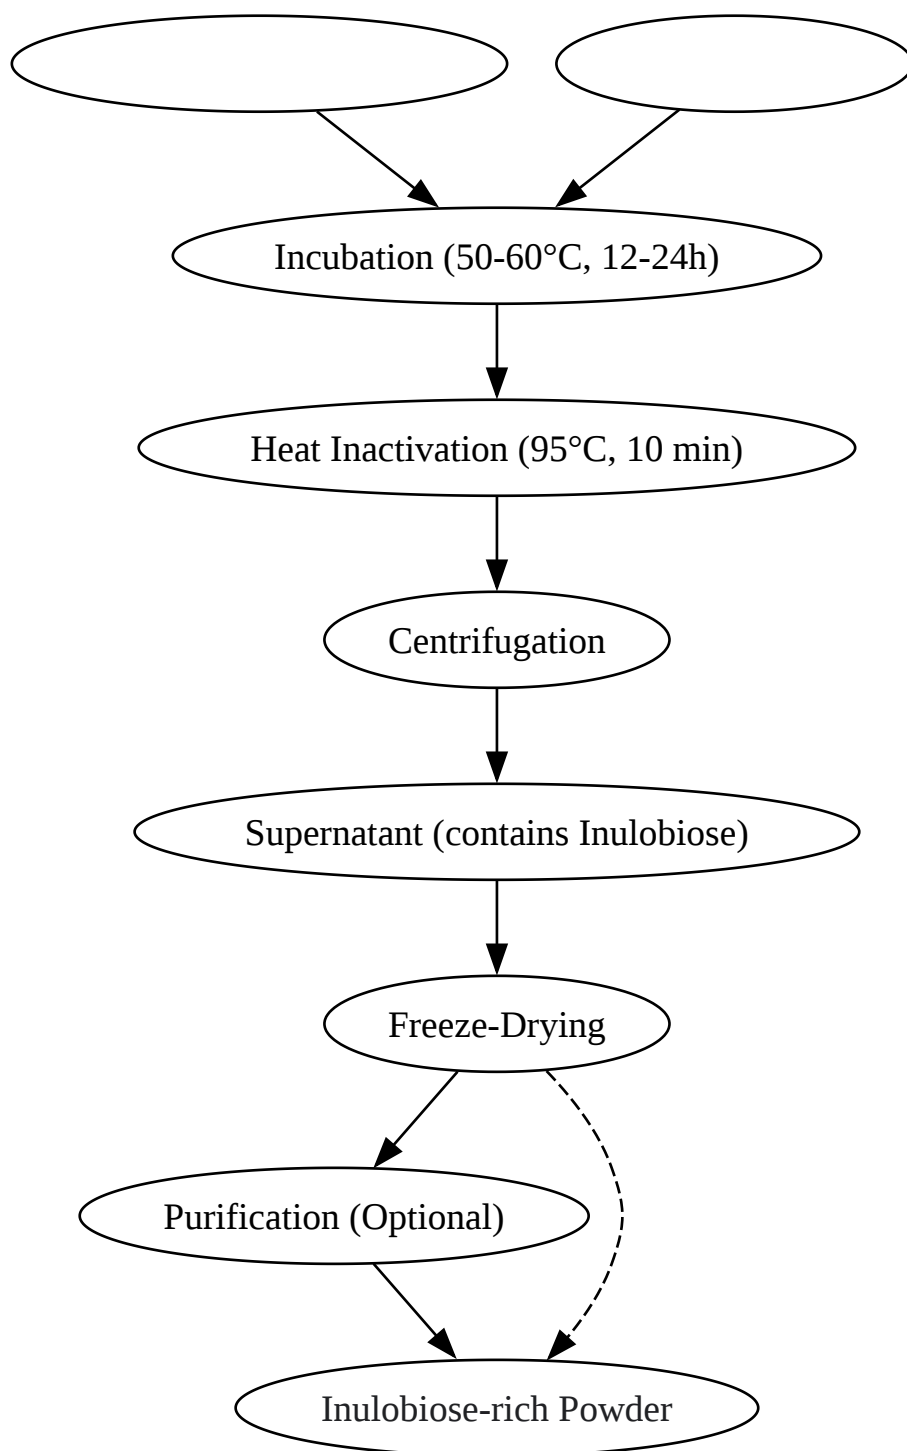 Incubation (50-60°C, 12-24h)
Heat Inactivation (95°C, 10 min)
Centrifugation
Supernatant (contains Inulobiose)
Freeze-Drying
Purification (Optional)
Inulobiose-rich Powder